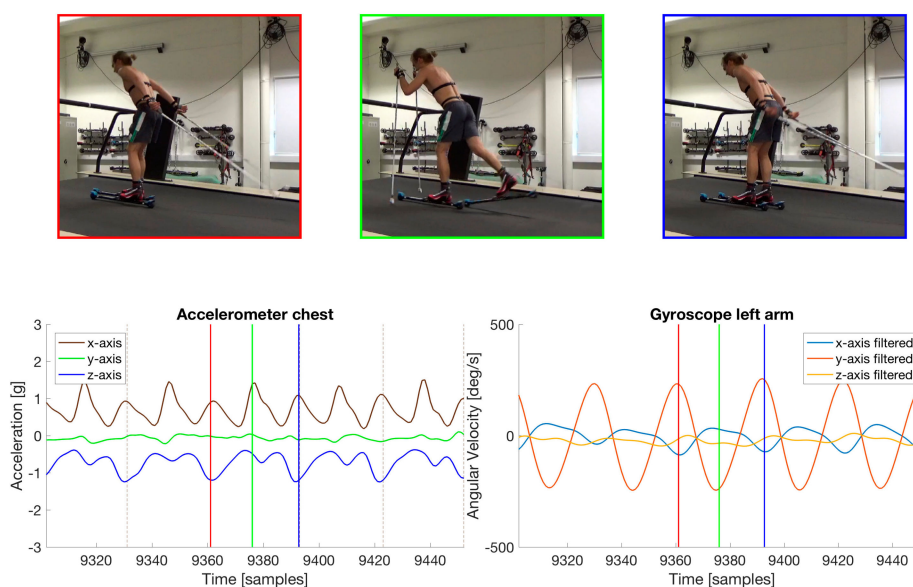 Accelerometer chest
Acceleration [g]
3
2
1
0
-1
-2
-3
x-axis
y-axis
z-axis
9320 9340 9360 9380 9400 9420 9440
Time [samples]
Gyroscope left arm
Angular Velocity [deg/s]
500
0
-500
x-axis filtered
y-axis filtered
z-axis filtered
9320 9340 9360 9380 9400 9420 9440
Time [samples]